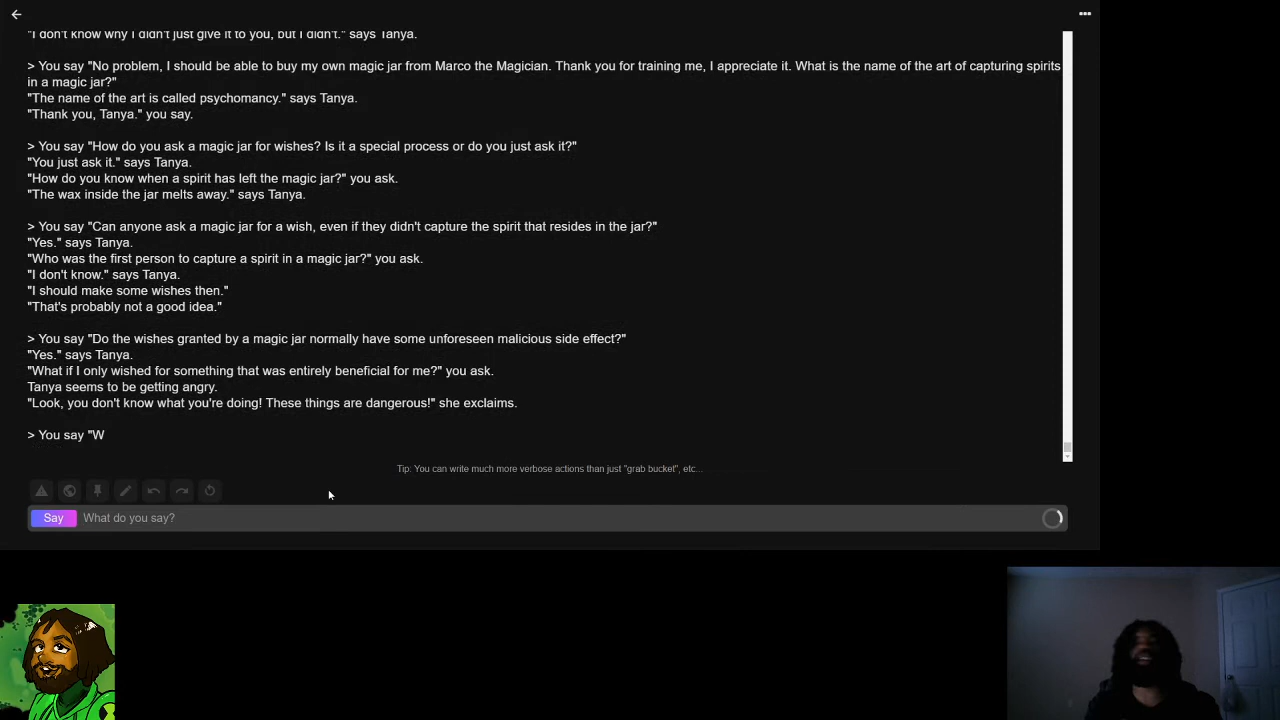 "I don't know why I didn't just give it to you, but I didn't." says Tanya.
> You say "No problem, I should be able to buy my own magic jar from Marco the Magician. Thank you for training me, I appreciate it. What is the name of the art of capturing spirits
in a magic jar?"
"The name of the art is called psychomancy." says Tanya.
"Thank you, Tanya." you say.
> You say "How do you ask a magic jar for wishes? Is it a special process or do you just ask it?"
"You just ask it." says Tanya.
"How do you know when a spirit has left the magic jar?" you ask.
"The wax inside the jar melts away." says Tanya.
> You say "Can anyone ask a magic jar for a wish, even if they didn't capture the spirit that resides in the jar?"
"Yes." says Tanya.
"Who was the first person to capture a spirit in a magic jar?" you ask.
"I don't know." says Tanya.
"I should make some wishes then."
"That's probably not a good idea."
> You say "Do the wishes granted by a magic jar normally have some unforeseen malicious side effect?"
"Yes." says Tanya.
"What if I only wished for something that was entirely beneficial for me?" you ask.
Tanya seems to be getting angry.
"Look, you don't know what you're doing! These things are dangerous!" she exclaims.
> You say "W
Tip: You can write much more verbose actions than just "grab bucket", etc...
Say What do you say?